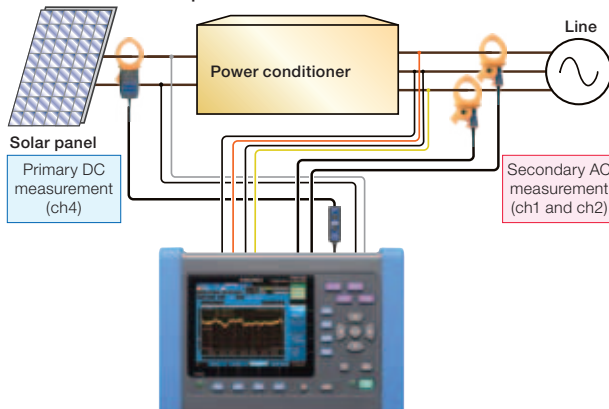 Line
Power conditioner
Solar panel
Primary DC
measurement
(ch4)
Secondary AC
measurement
(ch1 and ch2)